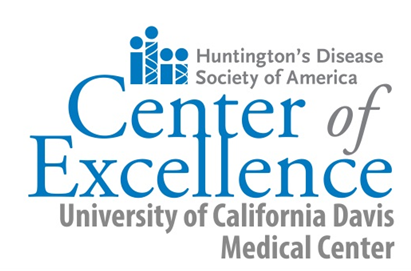 Huntington's Disease
Society of America
Center of
Excellence
University of California Davis
Medical Center